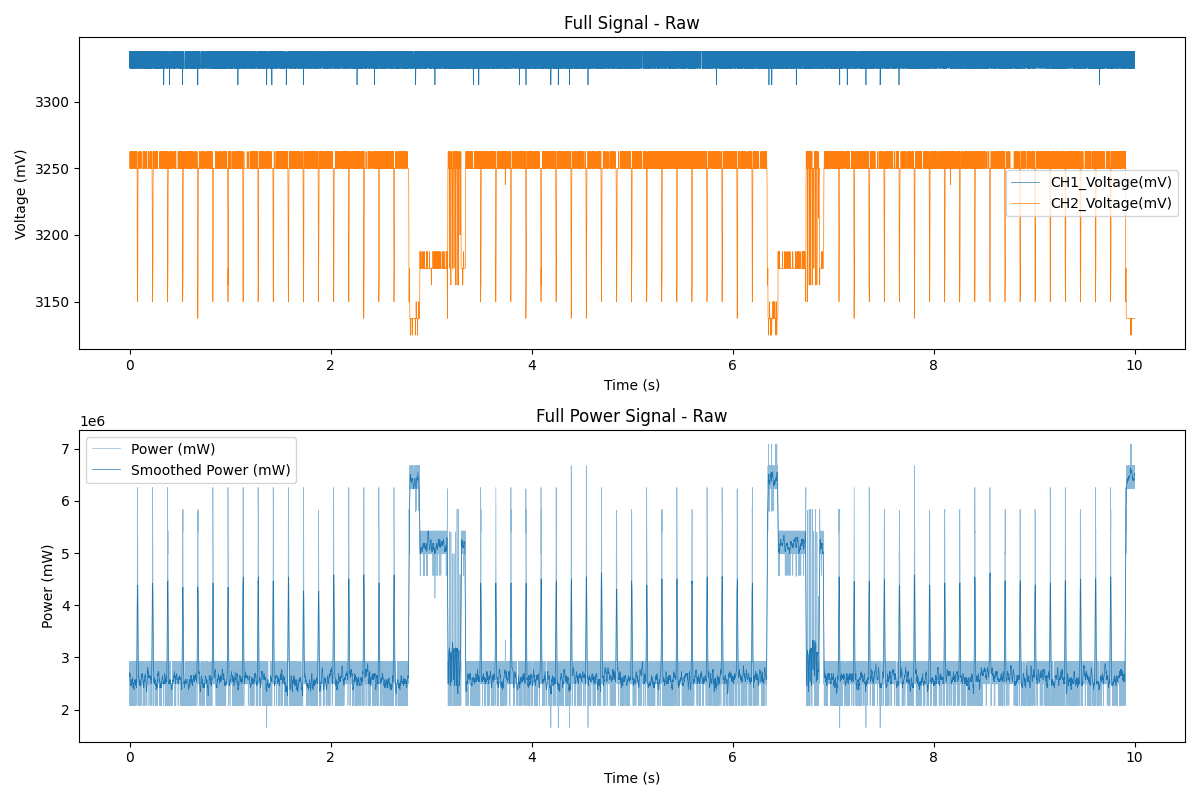 Full Signal - Raw
Voltage (mV)
3300
3250
3200
3150
CH1_Voltage(mV)
CH2_Voltage(mV)
0 2 4 6 8 10
Time (s)
Full Power Signal - Raw
1e6
Power (mW)
7
6
5
4
3
2
Power (mW)
Smoothed Power (mW)
0 2 4 6 8 10
Time (s)